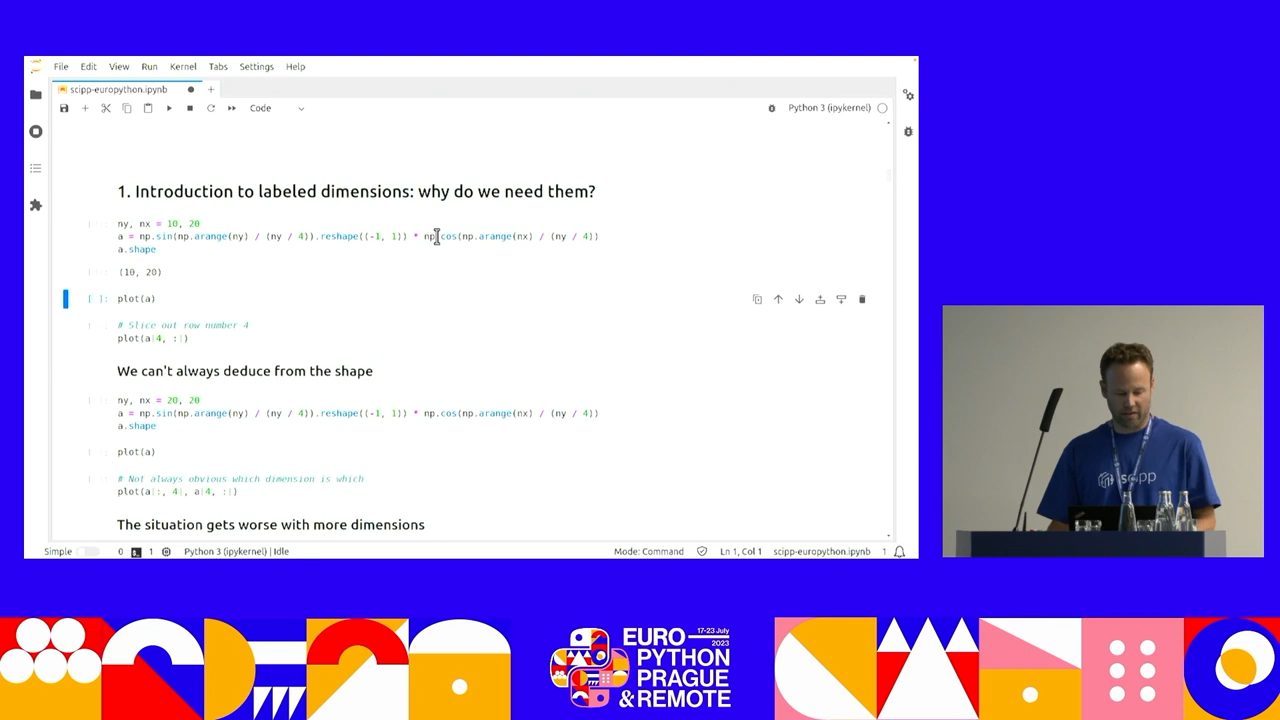 File Edit View Run Kernel Tabs Settings Help
scipp-europython.ipynb
Code
Python 3 (ipykernel)
1. Introduction to labeled dimensions: why do we need them?
ny, nx = 10, 20
a = np.sin(np.arange(ny) / (ny / 4)).reshape((-1, 1)) * np.cos(np.arange(nx) / (ny / 4))
a.shape
(10, 20)
[ ]: plot(a)
# Slice out row number 4
plot(a[4, :])
We can't always deduce from the shape
ny, nx = 20, 20
a = np.sin(np.arange(ny) / (ny / 4)).reshape((-1, 1)) * np.cos(np.arange(nx) / (ny / 4))
a.shape
plot(a)
# Not always obvious which dimension is which
plot(a[:, 4], a[4, :])
The situation gets worse with more dimensions
Simple 0 1 Python 3 (ipykernel) | Idle Mode: Command Ln 1, Col 1 scipp-europython.ipynb 1
scipp
EURO 17-23 July 2023
PYTHON
PRAGUE
& REMOTE